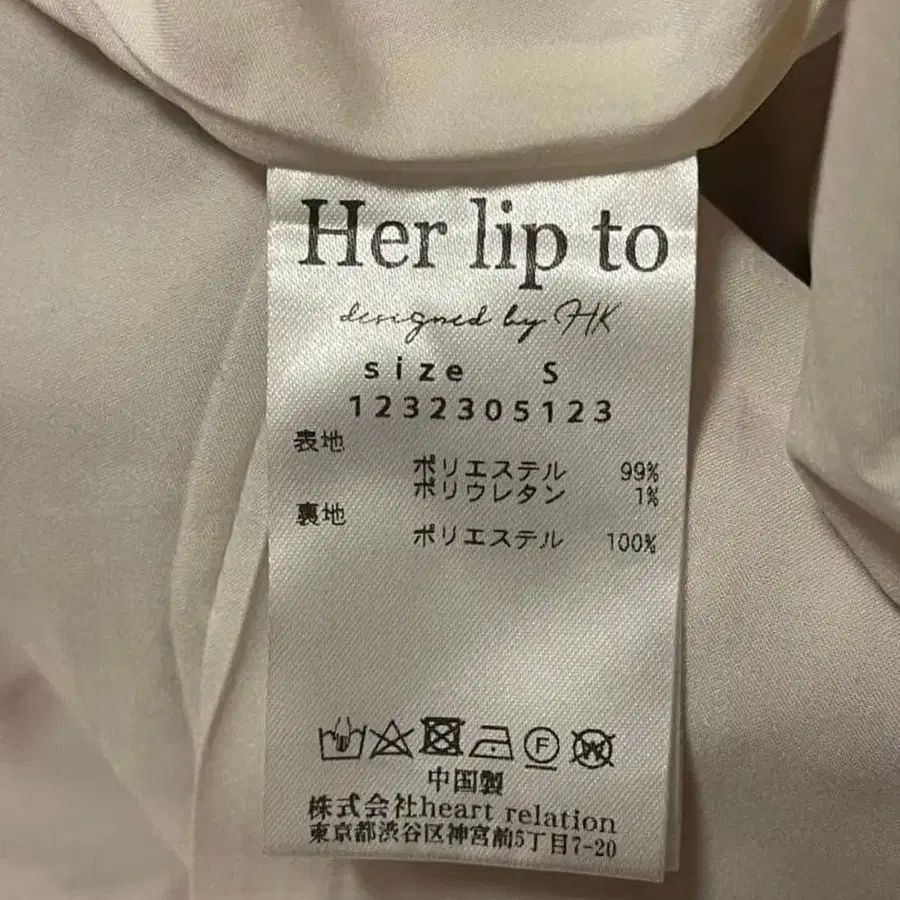 Her lip to
designed by HK
size S
1232305123
表地
ポリエステル 99%
ポリウレタン 1%
裏地
ポリエステル 100%
F W
中国製
株式会社heart relation
東京都渋谷区神宮前5丁目7-20